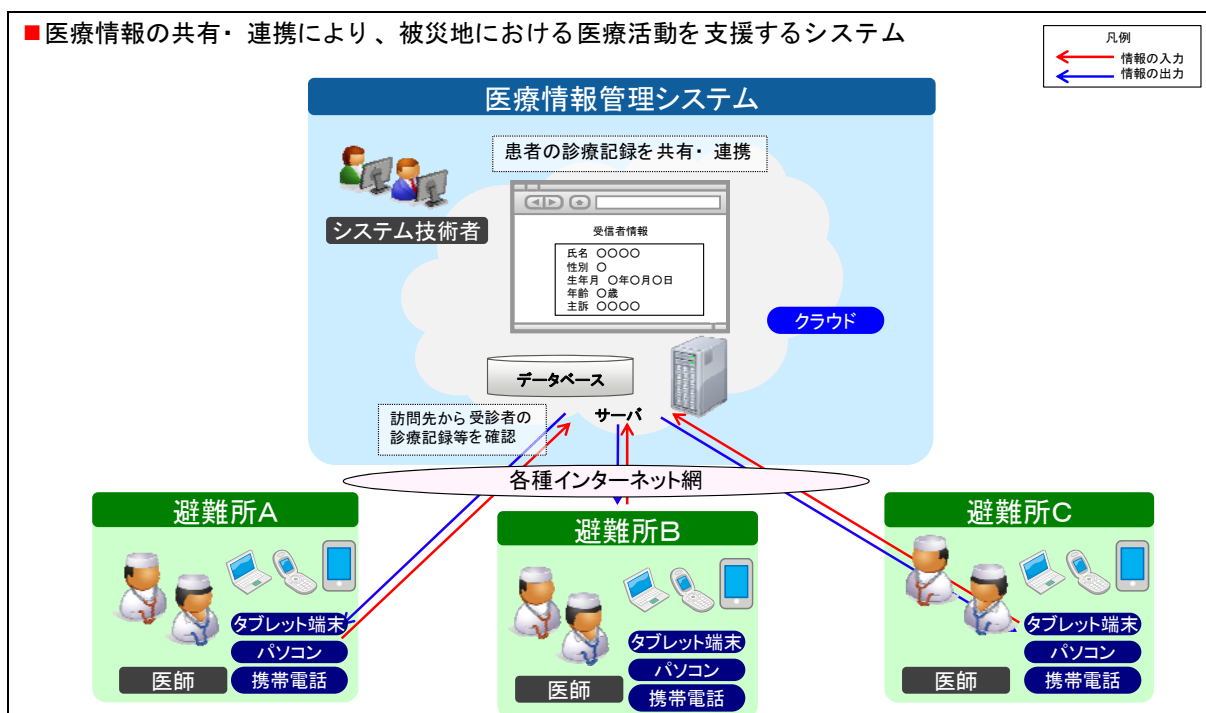 ■医療情報の共有・連携により、被災地における医療活動を支援するシステム
凡例
情報の入力
情報の出力
医療情報管理システム
患者の診療記録を共有・連携
システム技術者
受信者情報
氏名 〇〇〇〇
性別 〇
生年月 〇年〇月〇日
年齢 〇歳
主訴 〇〇〇〇
クラウド
データベース
サーバ
訪問先から受診者の
診療記録等を確認
各種インターネット網
避難所A
タブレット端末
パソコン
携帯電話
医師
避難所B
タブレット端末
パソコン
携帯電話
医師
避難所C
タブレット端末
パソコン
携帯電話
医師